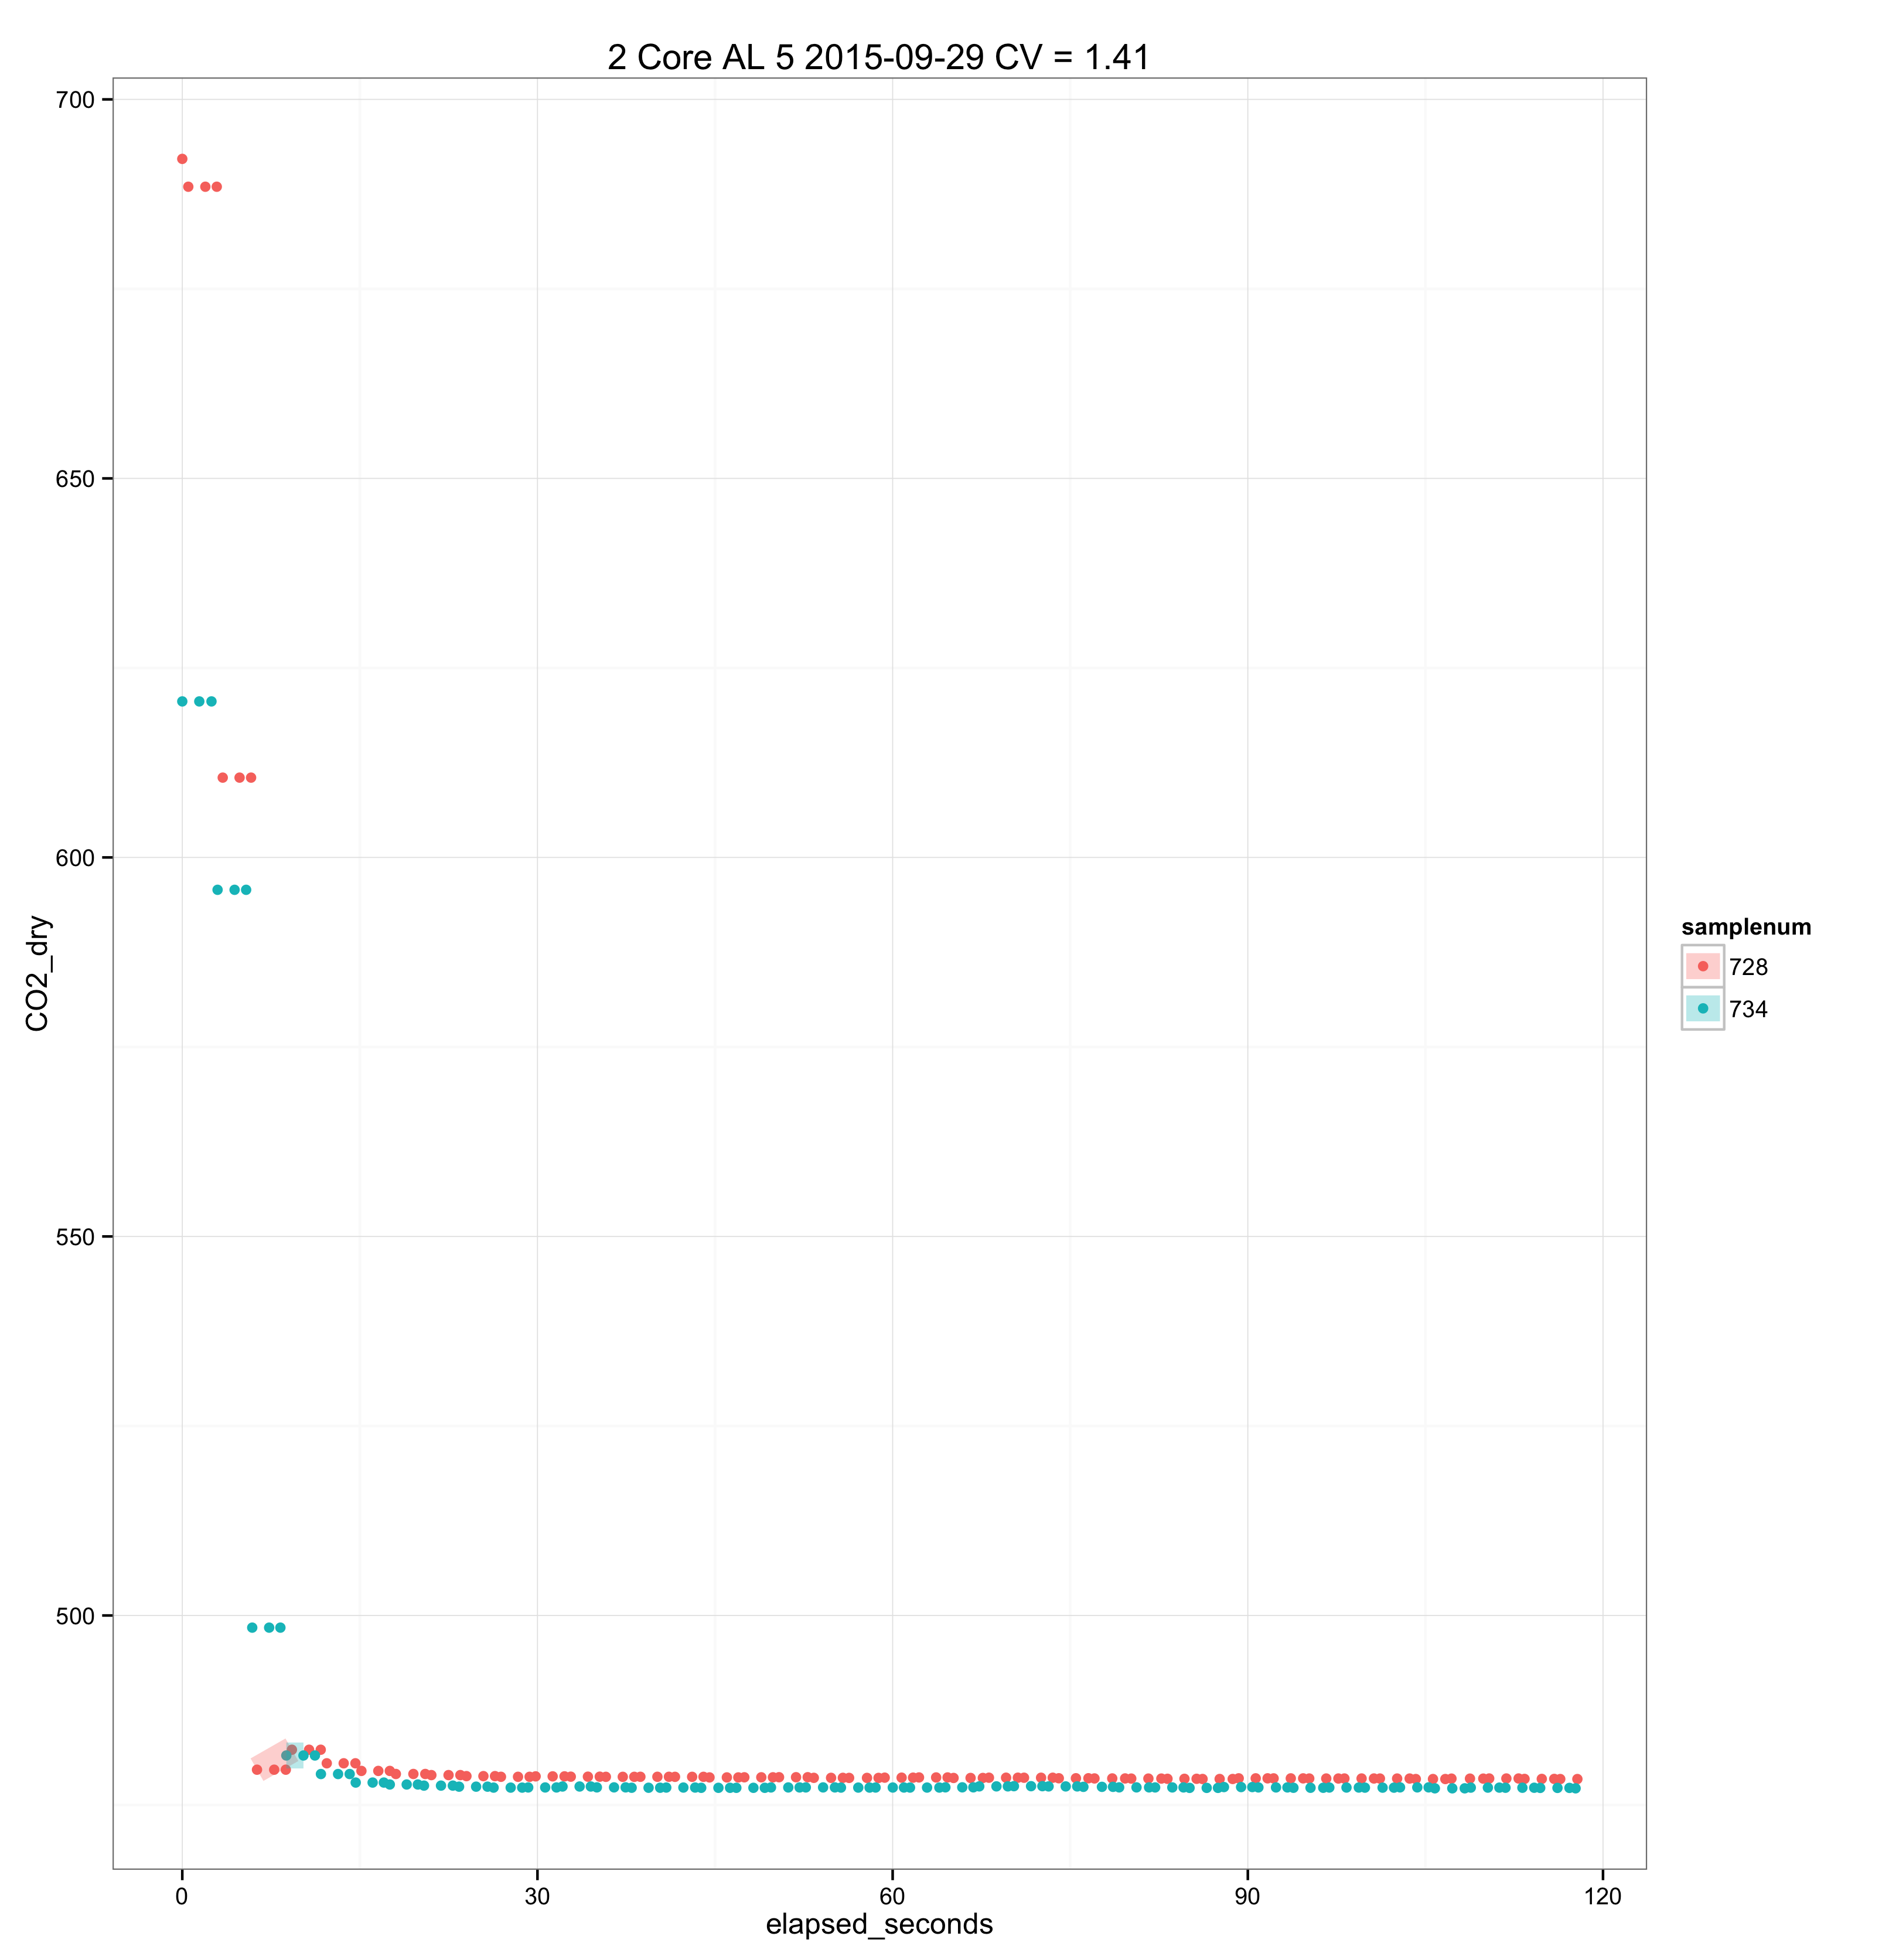 2 Core AL 5 2015-09-29 CV = 1.41
700
650
600
550
500
CO2_dry
0 30 60 90 120
elapsed_seconds
samplenum
728
734